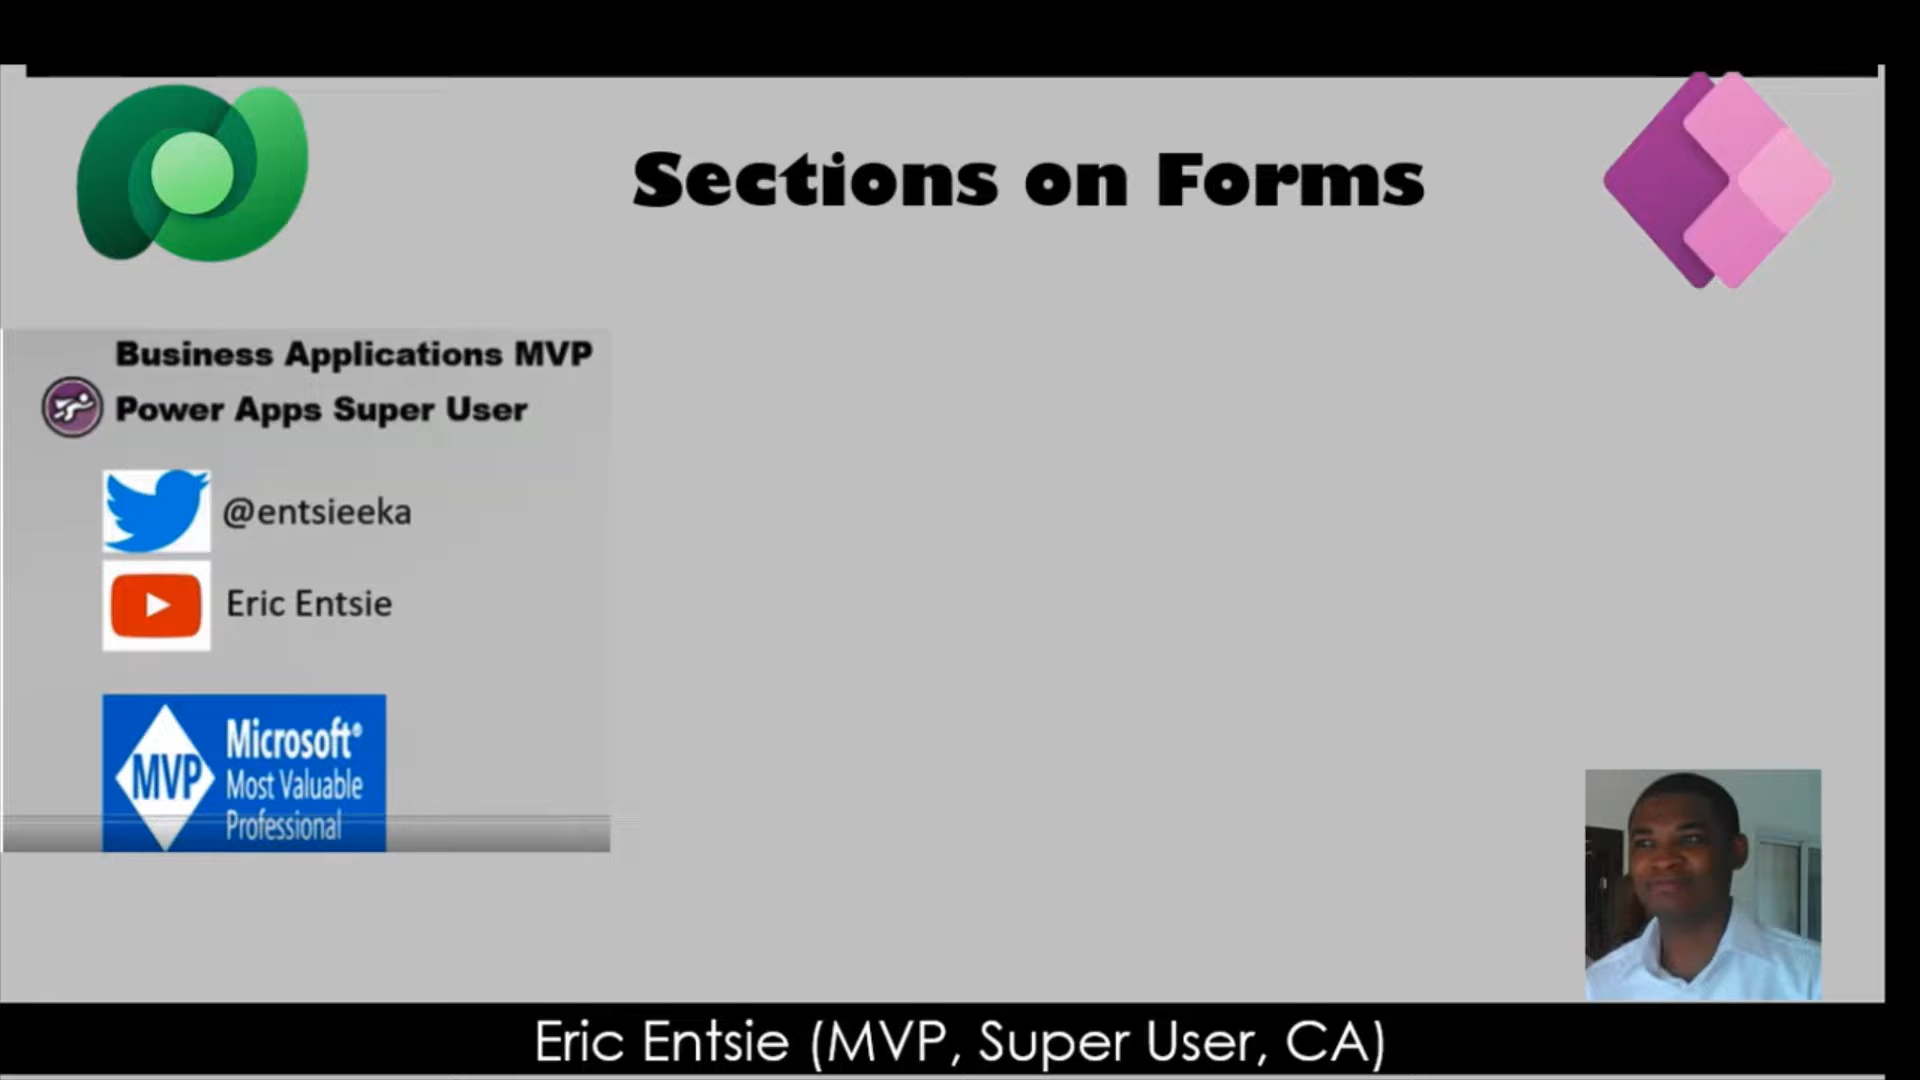 Sections on Forms
Business Applications MVP
Power Apps Super User
@entsieeka
Eric Entsie
MVP
Microsoft®
Most Valuable
Professional
Eric Entsie (MVP, Super User, CA)